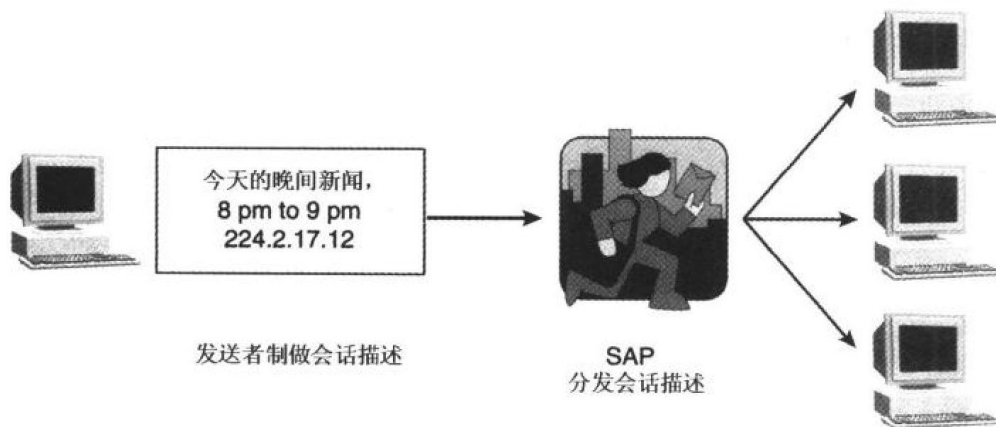 今天的晚间新闻，
8 pm to 9 pm
224.2.17.12
发送者制做会话描述
SAP
分发会话描述